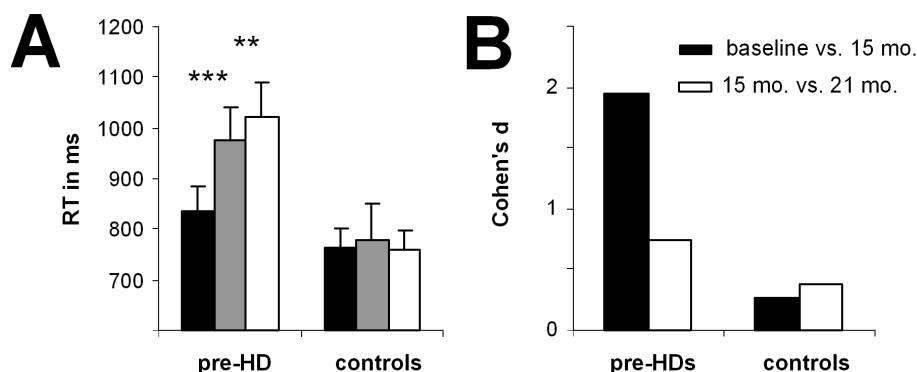 A
RT in ms
1200
1100
1000
900
800
700
***
**
pre-HD
controls
B
Cohen's d
2
1
0
baseline vs. 15 mo.
15 mo. vs. 21 mo.
pre-HDs
controls